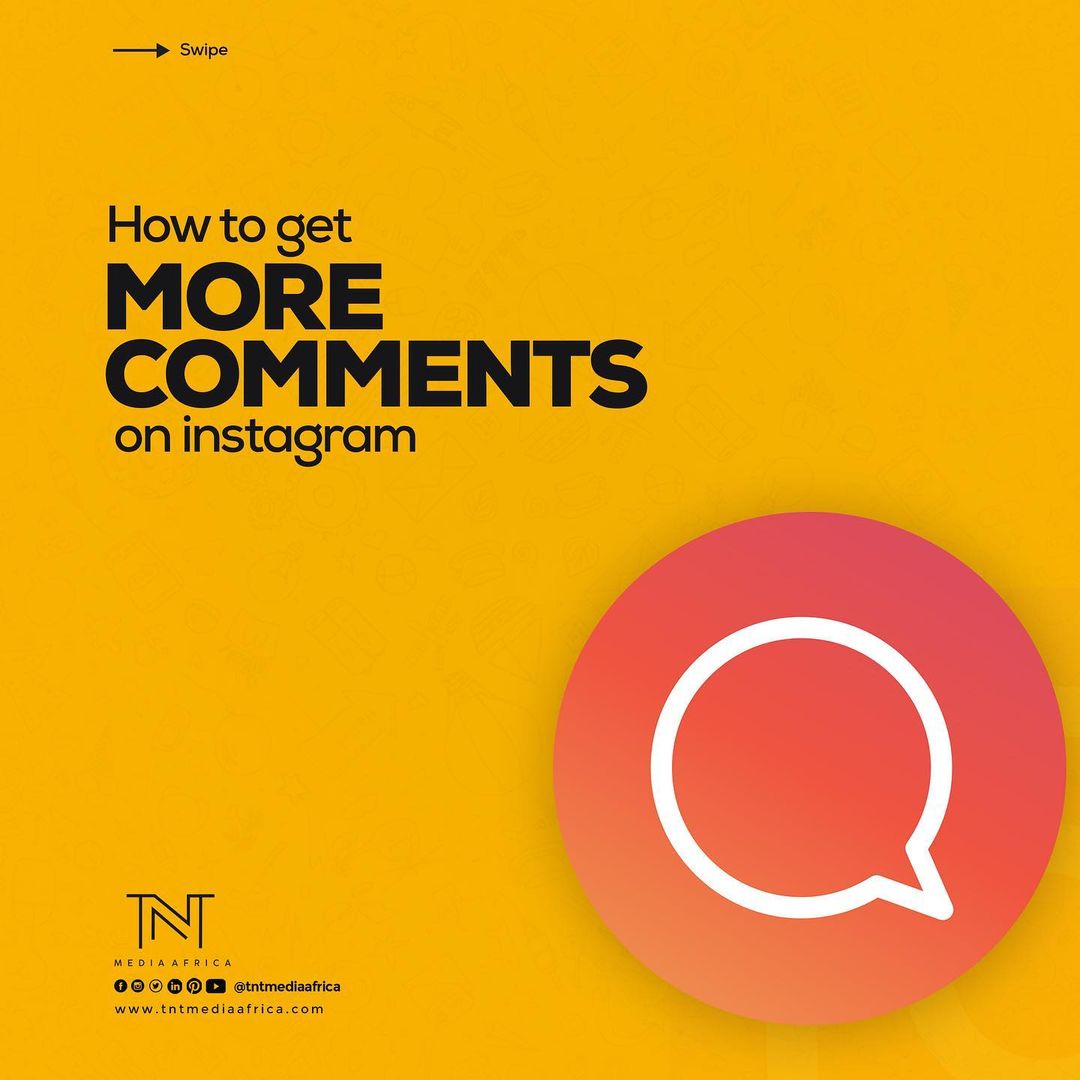 Swipe
How to get
MORE
COMMENTS
on instagram
TNT
MEDIA AFRICA
@tntmediaafrica
www.tntmediaafrica.com